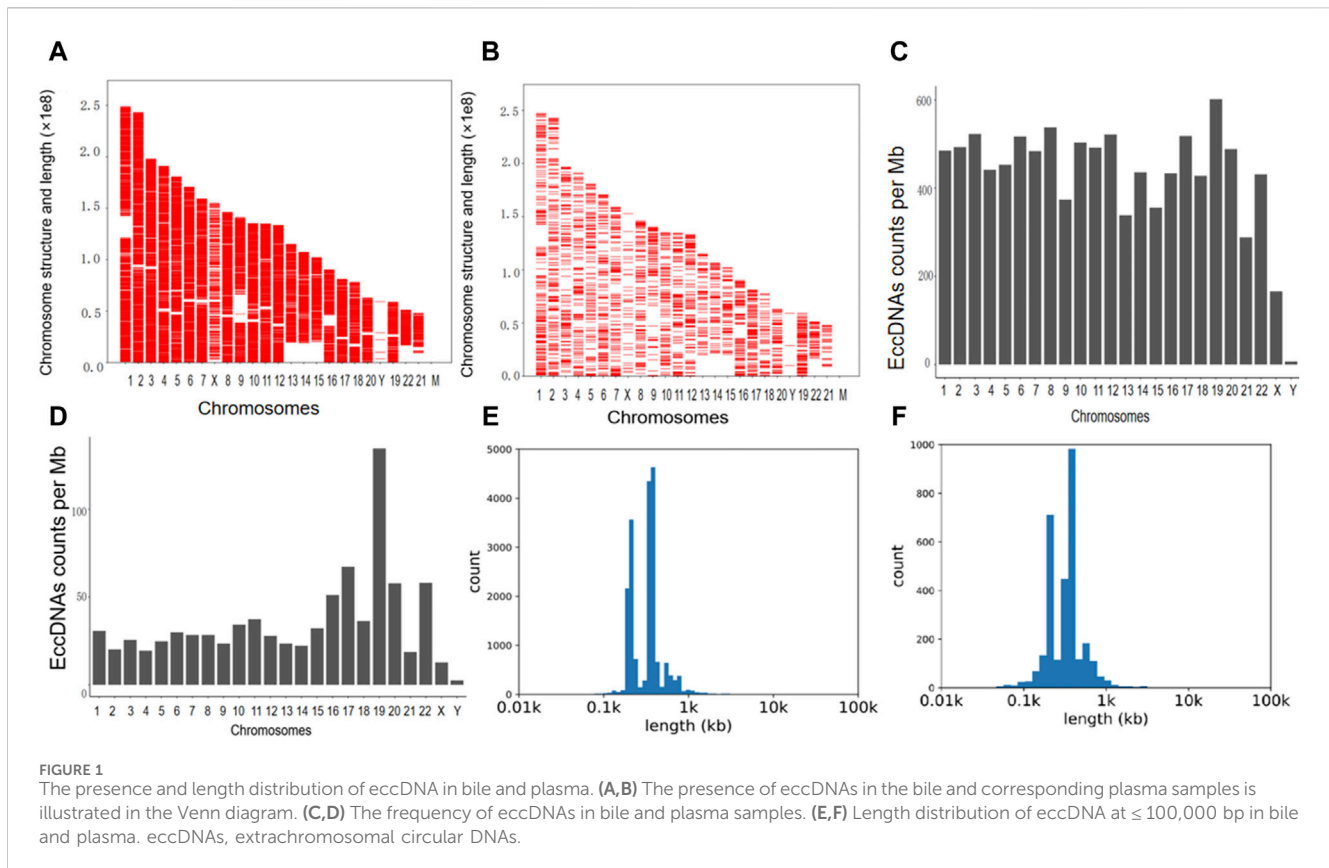 A
Chromosome structure and length (×1e8)
2.5
2.0
1.5
1.0
0.5
0.0
1 2 3 4 5 6 7 X 8 9 10 11 12 13 14 15 16 17 18 20 Y 19 22 21 M
Chromosomes
B
Chromosome structure and length (×1e8)
2.5
2.0
1.5
1.0
0.5
0.0
1 2 3 4 5 6 7 X 8 9 10 11 12 13 14 15 16 17 18 20 Y 19 22 21 M
Chromosomes
C
EccDNAs counts per Mb
600
400
200
0
1 2 3 4 5 6 7 8 9 10 11 12 13 14 15 16 17 18 19 20 21 22 X Y
Chromosomes
D
EccDNAs counts per Mb
100
50
0
1 2 3 4 5 6 7 8 9 10 11 12 13 14 15 16 17 18 19 20 21 22 X Y
Chromosomes
E
count
5000
4000
3000
2000
1000
0
0.01k 0.1k 1k 10k 100k
length (kb)
F
count
1000
800
600
400
200
0
0.01k 0.1k 1k 10k 100k
length (kb)
FIGURE 1
The presence and length distribution of eccDNA in bile and plasma. (A,B) The presence of eccDNAs in the bile and corresponding plasma samples is
illustrated in the Venn diagram. (C,D) The frequency of eccDNAs in bile and plasma samples. (E,F) Length distribution of eccDNA at ≤ 100,000 bp in bile
and plasma. eccDNAs, extrachromosomal circular DNAs.